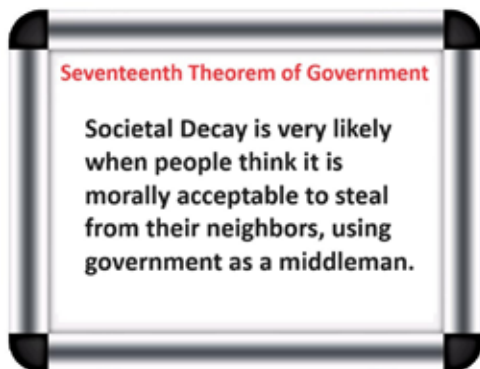 Seventeenth Theorem of Government
Societal Decay is very likely
when people think it is
morally acceptable to steal
from their neighbors, using
government as a middleman.